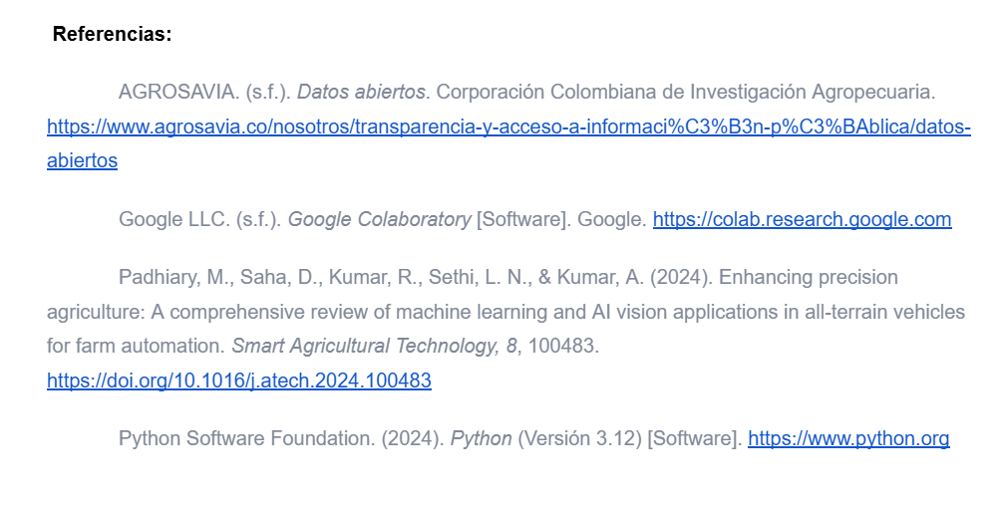 Referencias:
AGROSAVIA. (s.f.). Datos abiertos. Corporación Colombiana de Investigación Agropecuaria.
https://www.agrosavia.co/nosotros/transparencia-y-acceso-a-informaci%C3%B3n-p%C3%BAblica/datos-
abiertos
Google LLC. (s.f.). Google Colaboratory [Software]. Google. https://colab.research.google.com
Padhiary, M., Saha, D., Kumar, R., Sethi, L. N., & Kumar, A. (2024). Enhancing precision
agriculture: A comprehensive review of machine learning and AI vision applications in all-terrain vehicles
for farm automation. Smart Agricultural Technology, 8, 100483.
https://doi.org/10.1016/j.atech.2024.100483
Python Software Foundation. (2024). Python (Versión 3.12) [Software]. https://www.python.org